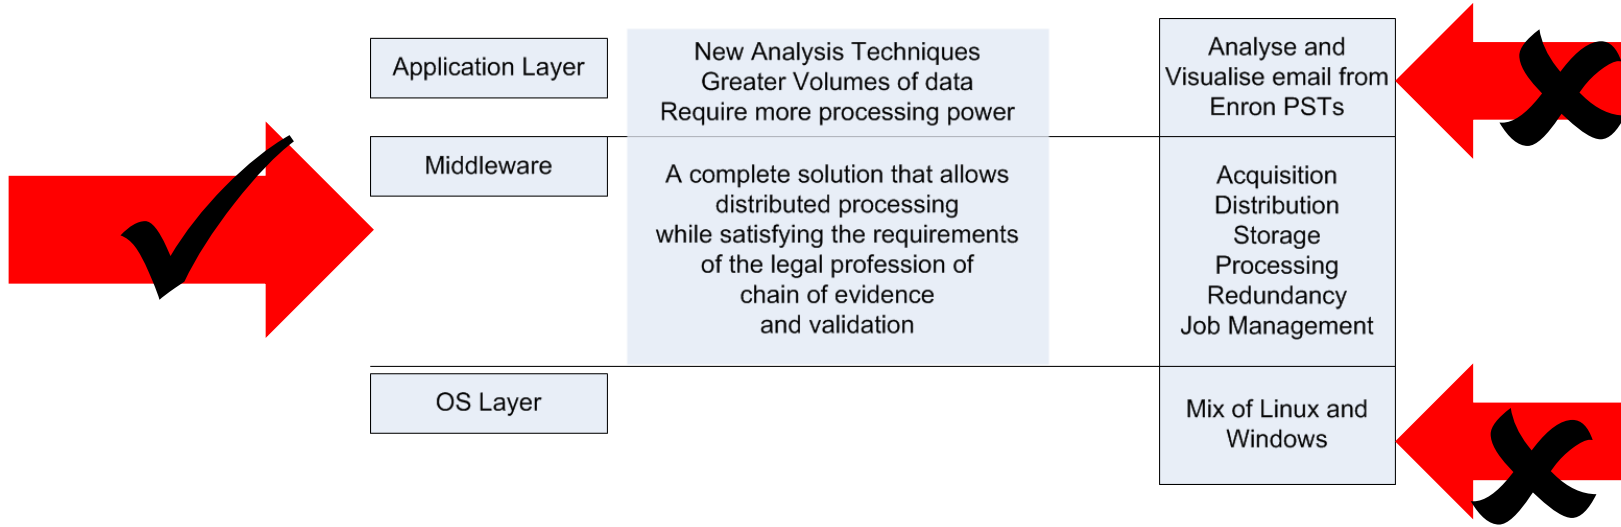 Application Layer
New Analysis Techniques
Greater Volumes of data
Require more processing power
Analyse and
Visualise email from
Enron PSTs
Middleware
A complete solution that allows
distributed processing
while satisfying the requirements
of the legal profession of
chain of evidence
and validation
Acquisition
Distribution
Storage
Processing
Redundancy
Job Management
OS Layer
Mix of Linux and
Windows